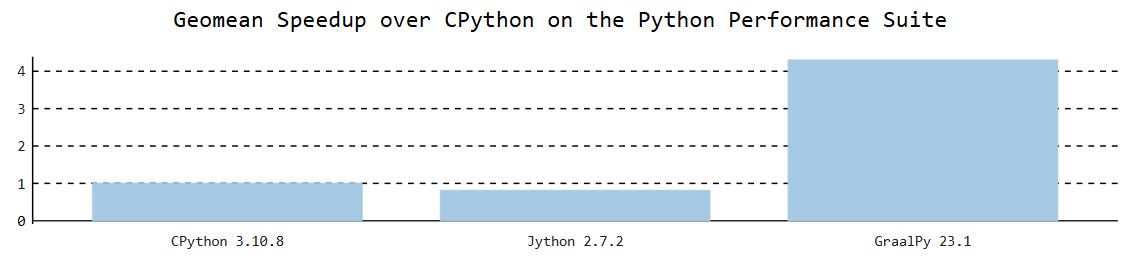 Geomean Speedup over CPython on the Python Performance Suite
4
3
2
1
0
CPython 3.10.8
Jython 2.7.2
GraalPy 23.1